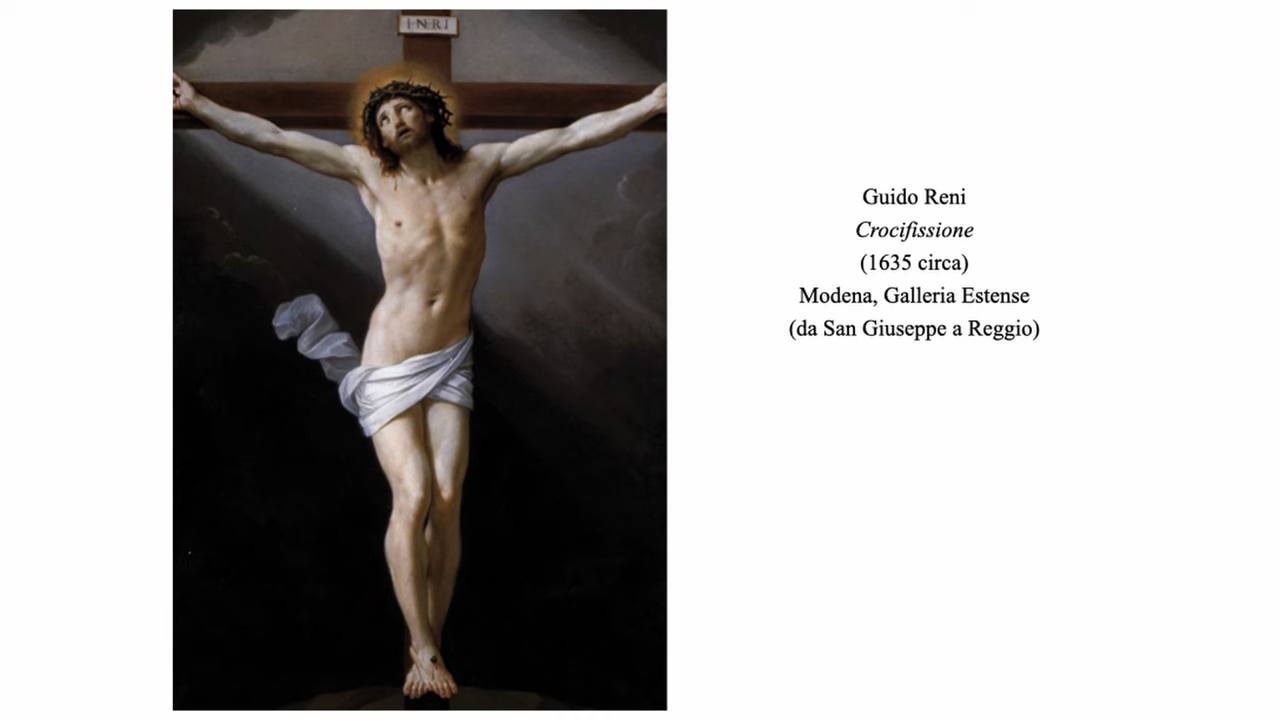 INRI
Guido Reni
Crocifissione
(1635 circa)
Modena, Galleria Estense
(da San Giuseppe a Reggio)